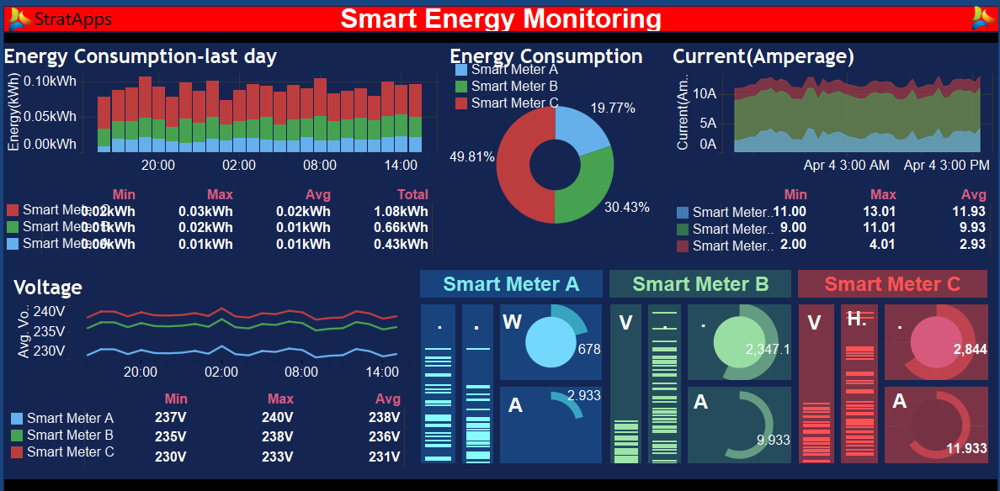 StratApps
Smart Energy Monitoring
Energy Consumption-last day
Energy(kWh)
0.10kWh
0.05kWh
0.00kWh
20:00 02:00 08:00 14:00
Min Max Avg Total
Smart Meter C 0.02kWh 0.03kWh 0.02kWh 1.08kWh
Smart Meter B 0.01kWh 0.02kWh 0.01kWh 0.66kWh
Smart Meter A 0.00kWh 0.01kWh 0.01kWh 0.43kWh
Energy Consumption
Smart Meter A
Smart Meter B
Smart Meter C
19.77%
49.81%
30.43%
Current(Amperage)
Current(Am..
10A
5A
0A
Apr 4 3:00 AM Apr 4 3:00 PM
Min Max Avg
Smart Meter.. 11.00 13.01 11.93
Smart Meter.. 9.00 11.01 9.93
Smart Meter.. 2.00 4.01 2.93
Voltage
Avg. Vo.
240V
235V
230V
20:00 02:00 08:00 14:00
Min Max Avg
Smart Meter A 237V 240V 238V
Smart Meter B 235V 238V 236V
Smart Meter C 230V 233V 231V
Smart Meter A
. . W
678
A 2.933
Smart Meter B
V . .
2,347.1
A
9.933
Smart Meter C
V H. .
2,844
A
11.933